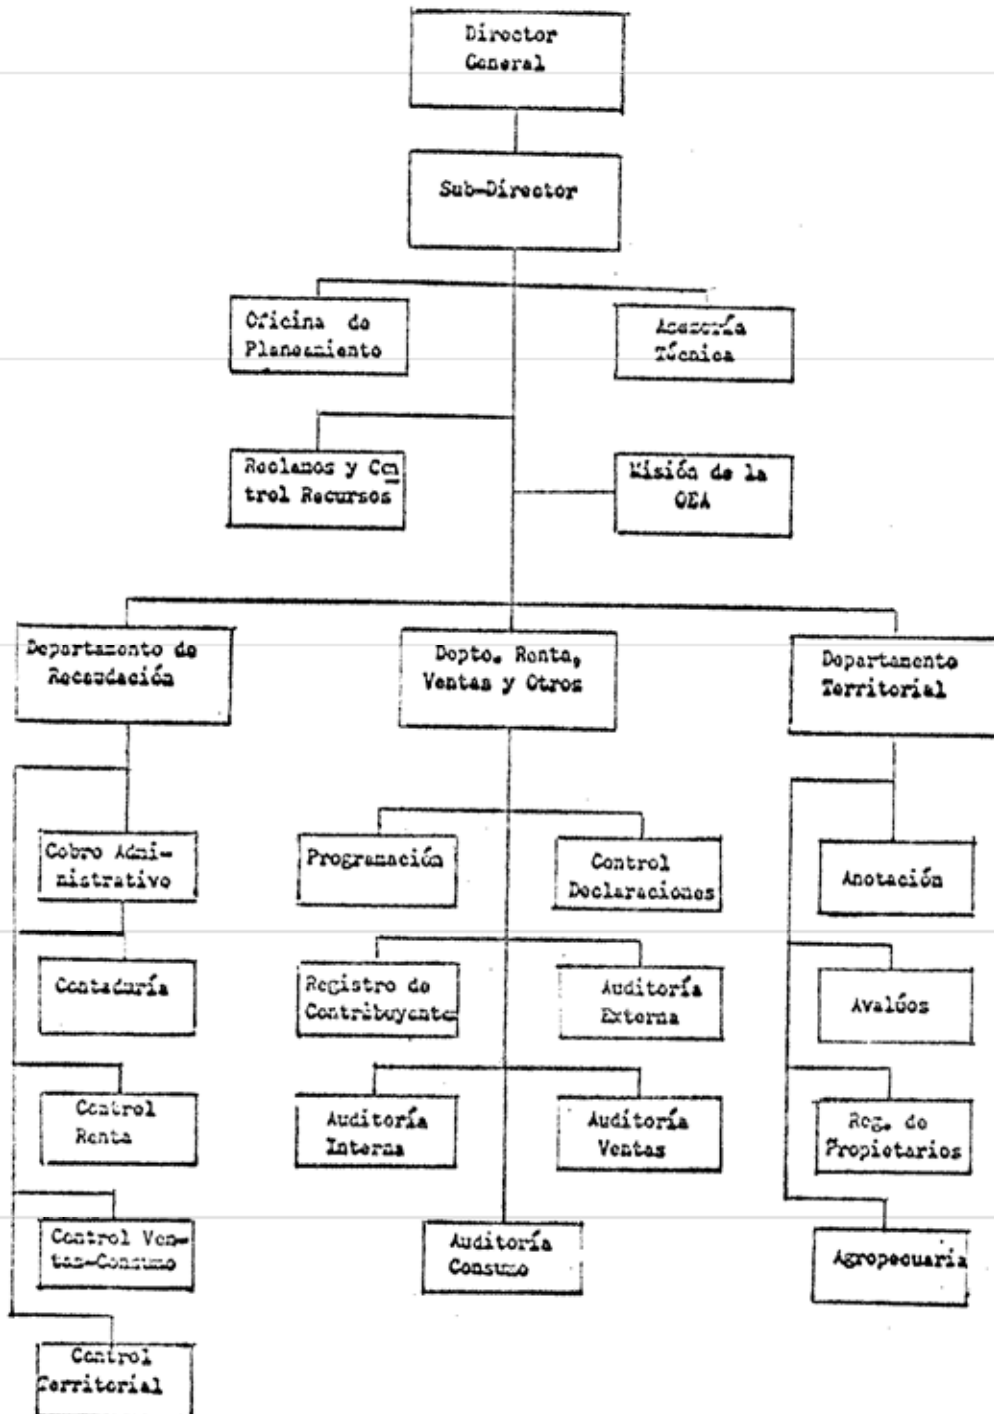 Director
General
Sub-Director
Oficina de
Planeamiento
Asesoría
Técnica
Reclamos y Con
trol Recursos
Misión de la
OEA
Departamento de
Recaudación
Depto. Renta,
Ventas y Otros
Departamento
Territorial
Cobro Admi-
nistrativo
Contaduría
Control
Renta
Control Ven-
tas-Consumo
Control
Territorial
Programación
Control
Declaraciones
Registro de
Contribuyentes
Auditoría
Externa
Auditoría
Interna
Auditoría
Ventas
Auditoría
Consumo
Anotación
Avalúos
Reg. de
Propietarios
Agropecuaria